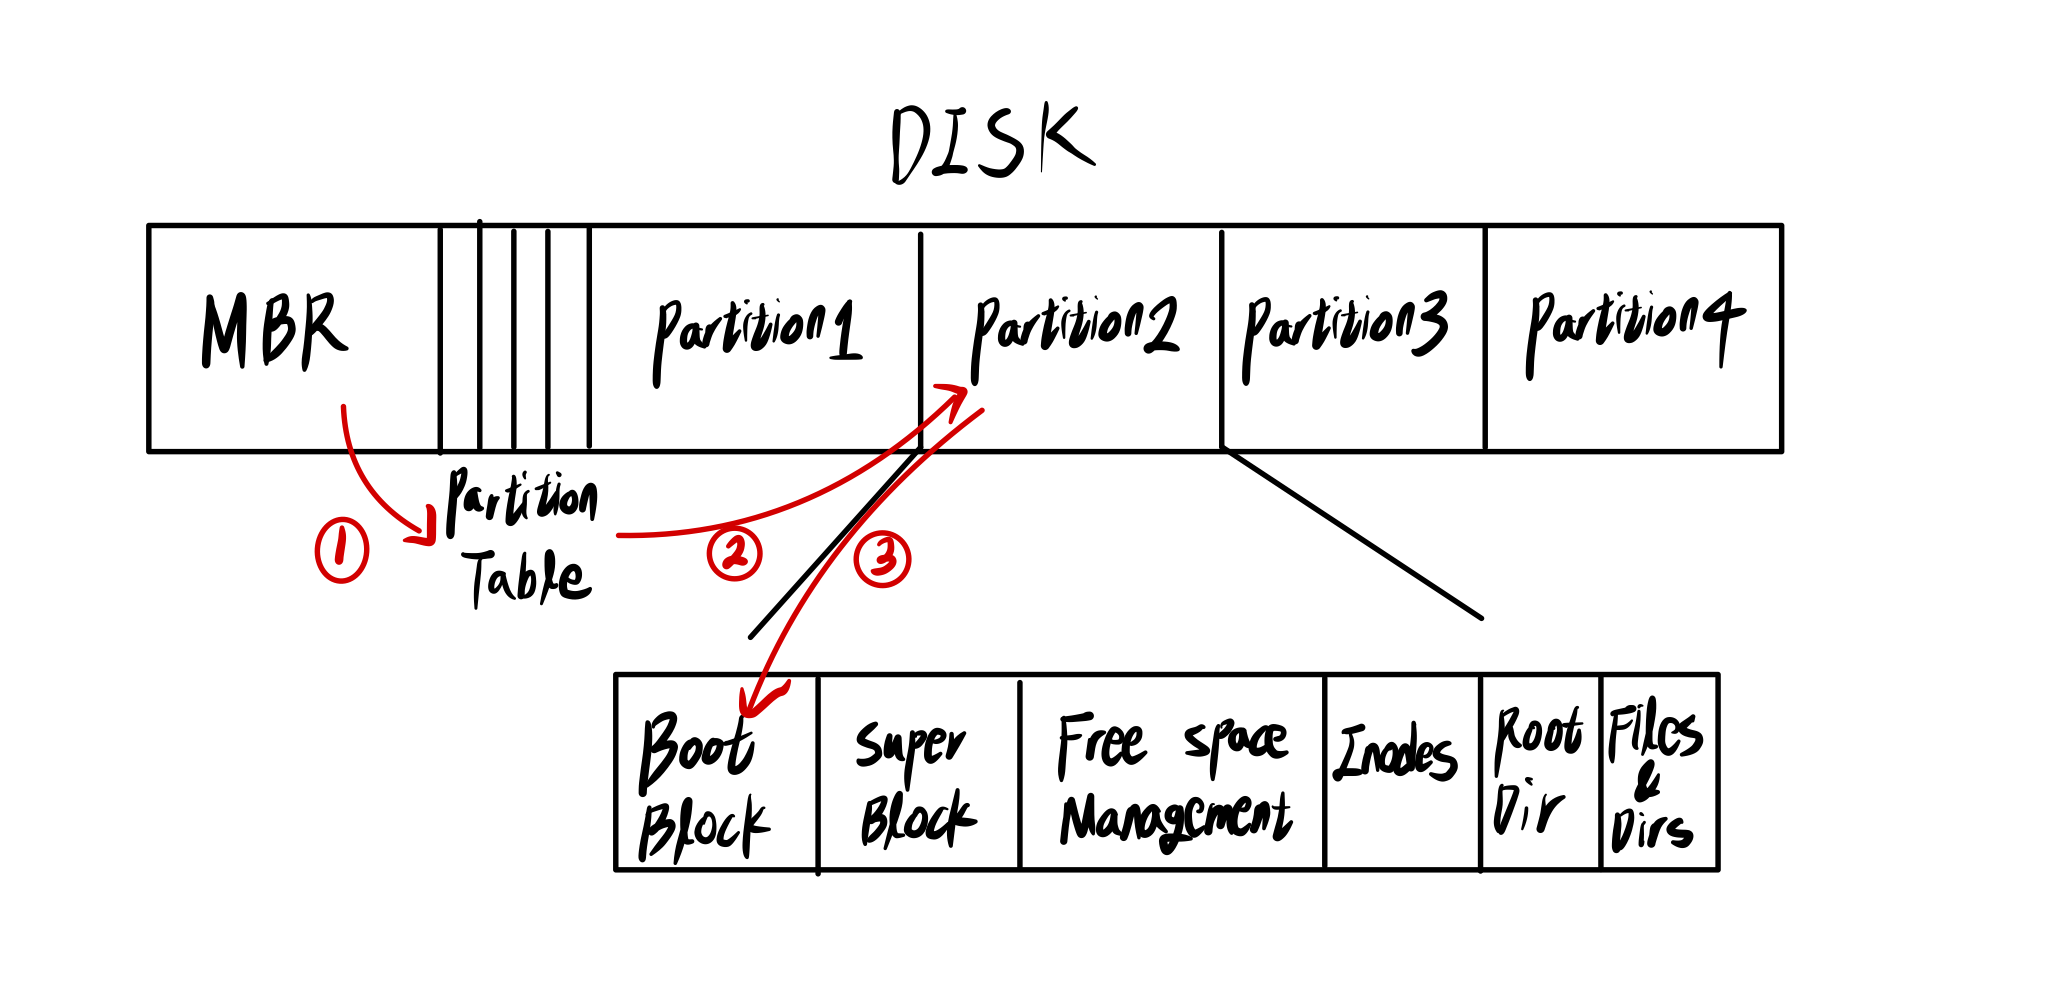 DISK
MBR
Partition1
Partition2
Partition3
Partition4
Partition
Table
1
2
3
Boot
Block
Super
Block
Free space
Management
Inodes
Root
Dir
Files
&
Dirs